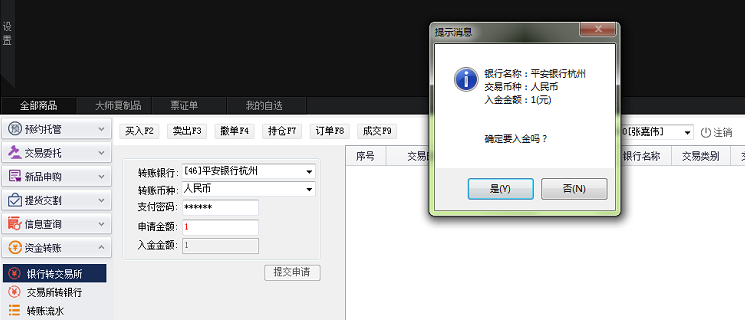 设
置
提示消息
银行名称：平安银行杭州
交易币种：人民币
入金金额：1(元)
确定要入金吗？
是(Y)
否(N)
全部商品
大师复制品
票证单
我的自选
预约托管
交易委托
新品申购
提货交割
信息查询
资金转账
银行转交易所
交易所转银行
转账流水
买入F2
卖出F3
撤单F4
持仓F7
订单F8
成交F9
0[张嘉伟]
注销
转账银行: [46]平安银行杭州
转账币种: 人民币
支付密码: ******
申请金额: 1
入金金额: 1
提交申请
序号
银行名称
交易类别